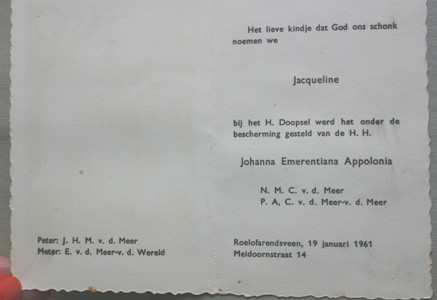 Het lieve kindje dat God ons schonk
noemen we
Jacqueline
bij het H. Doopsel werd het onder de
bescherming gesteld van de H. H.
Johanna Emerentiana Appolonia
N. M. C. v. d. Meer
P. A, C. v. d. Meer-v. d. Meer
Peter: J. H. M. v. d. Meer
Meter: E. v. d. Meer-v. d. Wereld
Roelofarendsveen, 19 januari 1961
Meidoornstraat 14